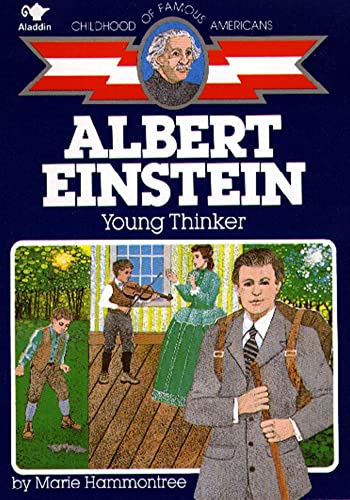 Aladdin
CHILDHOOD OF FAMOUS AMERICANS
ALBERT
EINSTEIN
Young Thinker
by Marie Hammontree